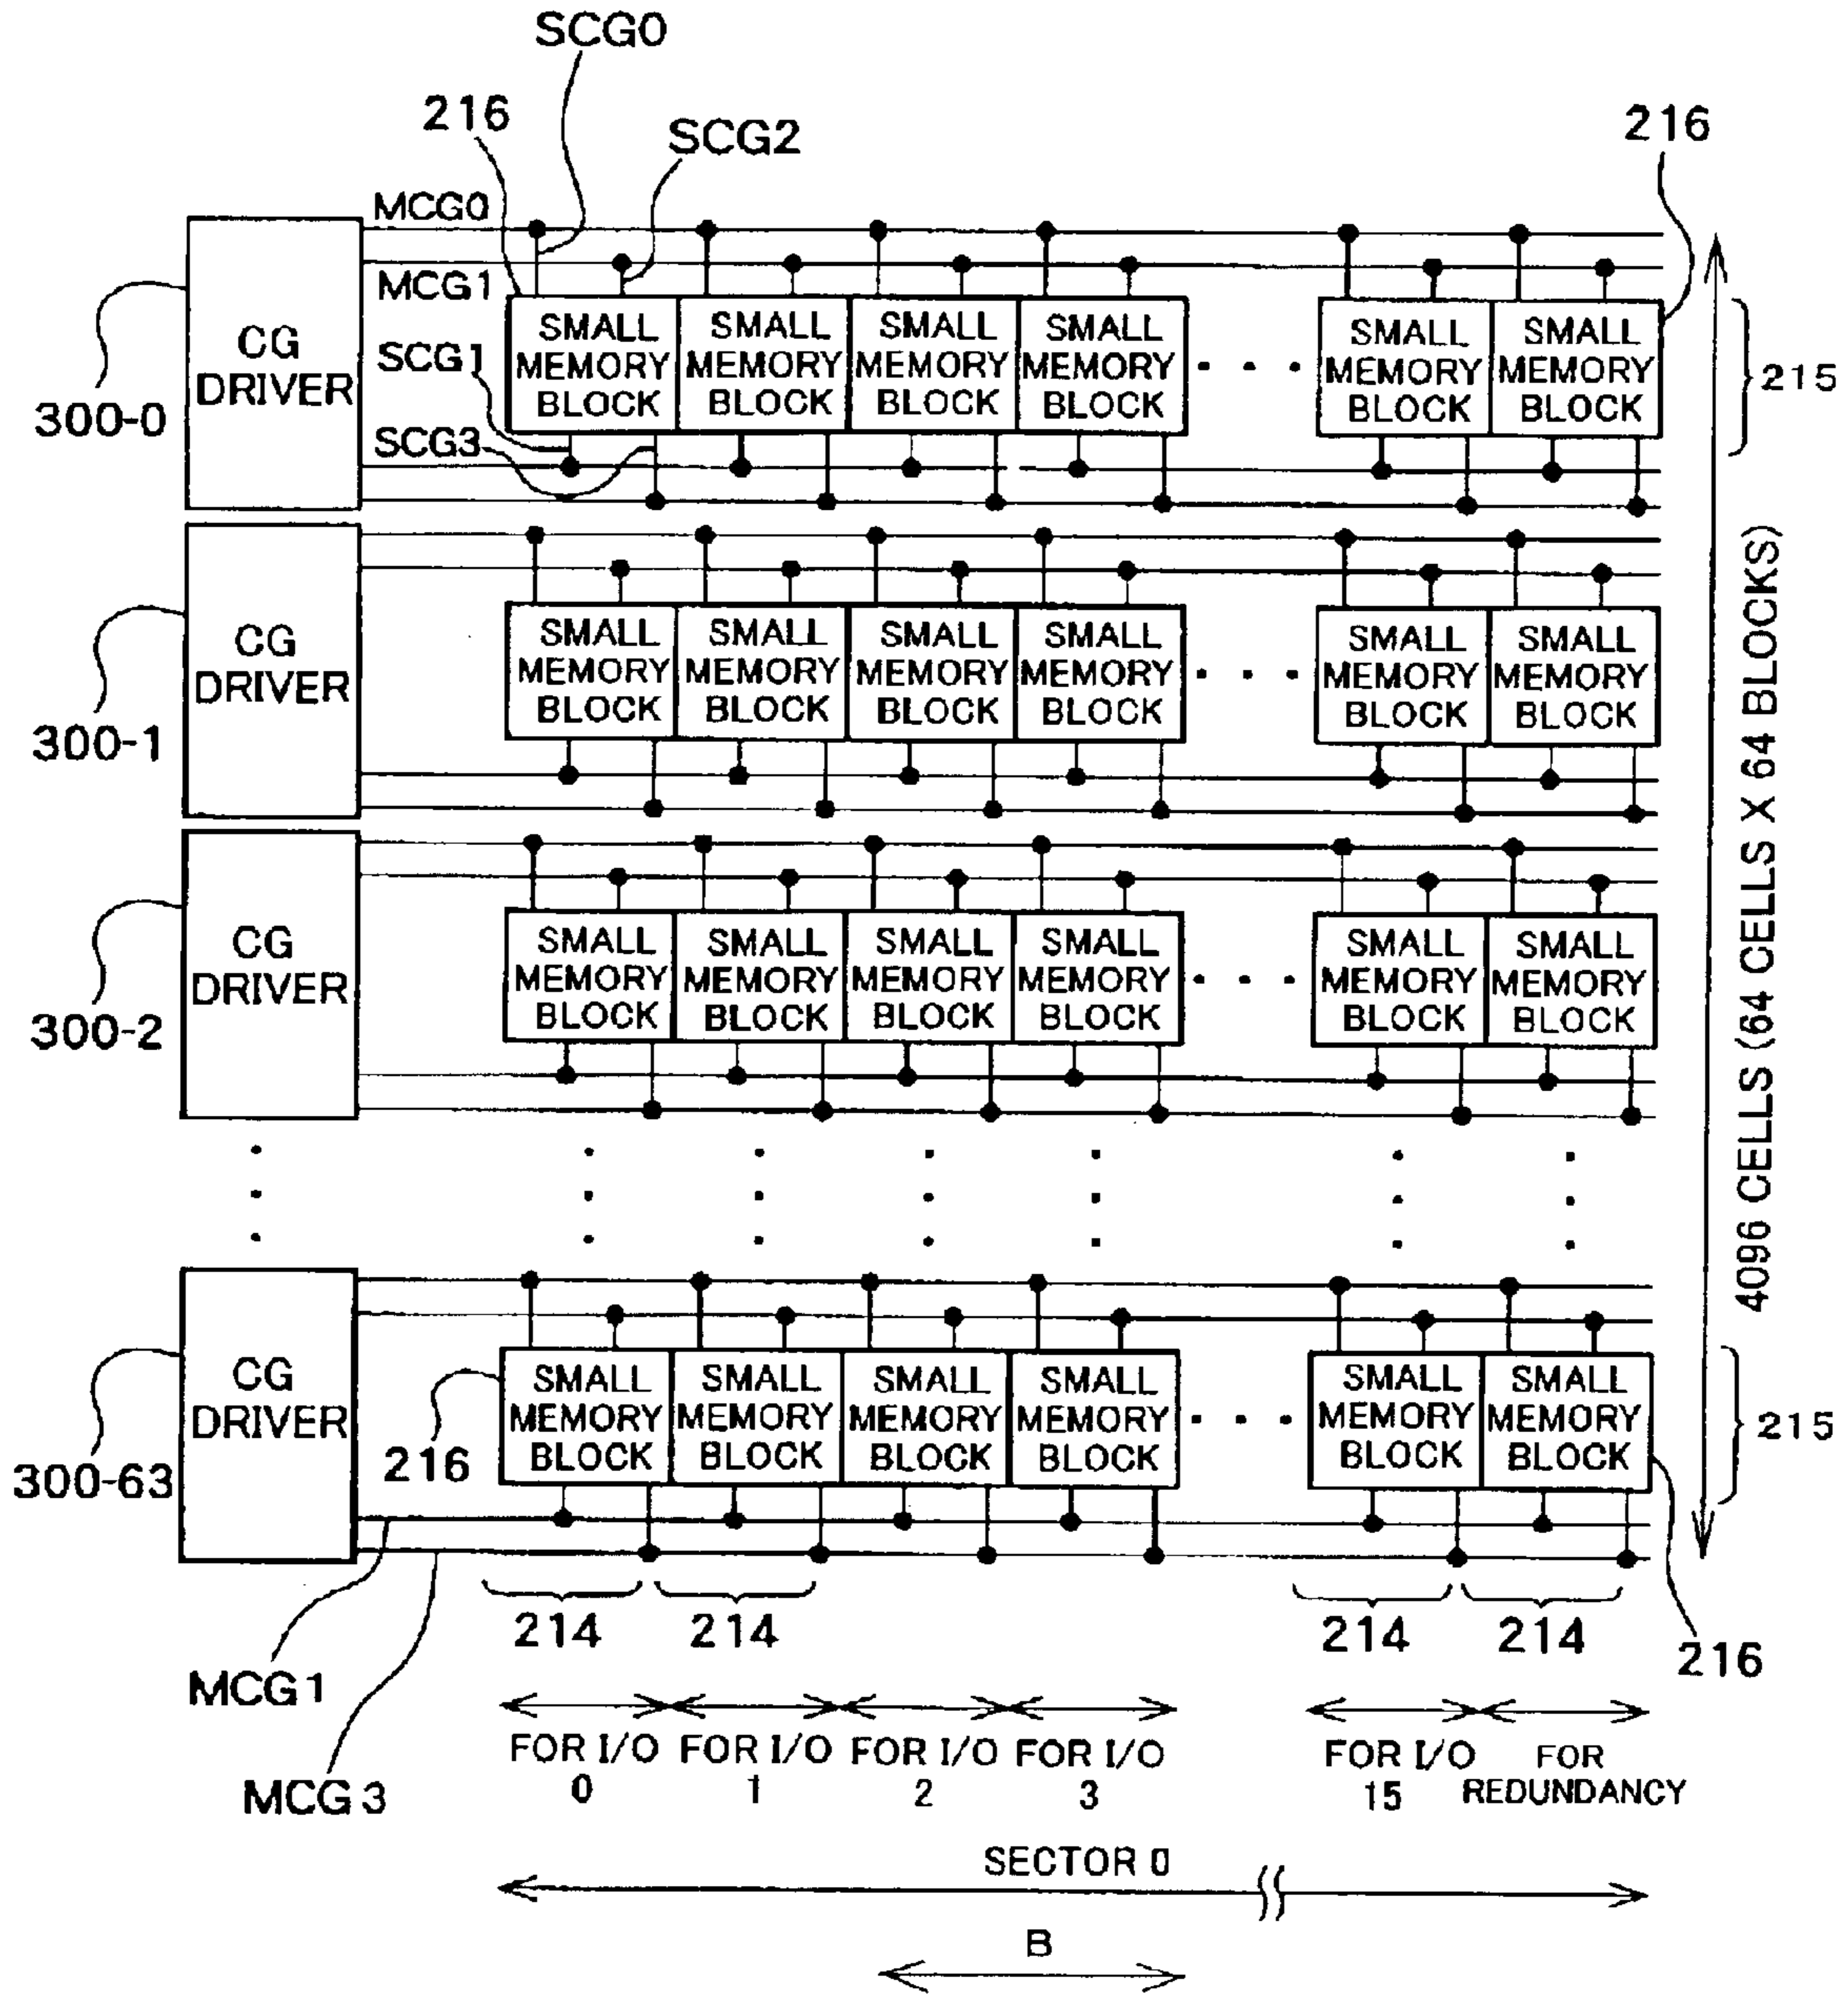 SCG0
216
SCG2
216
MCG0
MCG1
CG
DRIVER
300-0
SCG1
SCG3
SMALL MEMORY BLOCK
SMALL MEMORY BLOCK
SMALL MEMORY BLOCK
SMALL MEMORY BLOCK
. . .
SMALL MEMORY BLOCK
SMALL MEMORY BLOCK
215
CG
DRIVER
300-1
SMALL MEMORY BLOCK
SMALL MEMORY BLOCK
SMALL MEMORY BLOCK
SMALL MEMORY BLOCK
. . .
SMALL MEMORY BLOCK
SMALL MEMORY BLOCK
CG
DRIVER
300-2
SMALL MEMORY BLOCK
SMALL MEMORY BLOCK
SMALL MEMORY BLOCK
SMALL MEMORY BLOCK
. . .
SMALL MEMORY BLOCK
SMALL MEMORY BLOCK
4096 CELLS (64 CELLS X 64 BLOCKS)
CG
DRIVER
300-63
216
SMALL MEMORY BLOCK
SMALL MEMORY BLOCK
SMALL MEMORY BLOCK
SMALL MEMORY BLOCK
. . .
SMALL MEMORY BLOCK
SMALL MEMORY BLOCK
215
214
214
214
214
216
MCG1
MCG3
FOR I/O 0
FOR I/O 1
FOR I/O 2
FOR I/O 3
FOR I/O 15
FOR REDUNDANCY
SECTOR 0
B